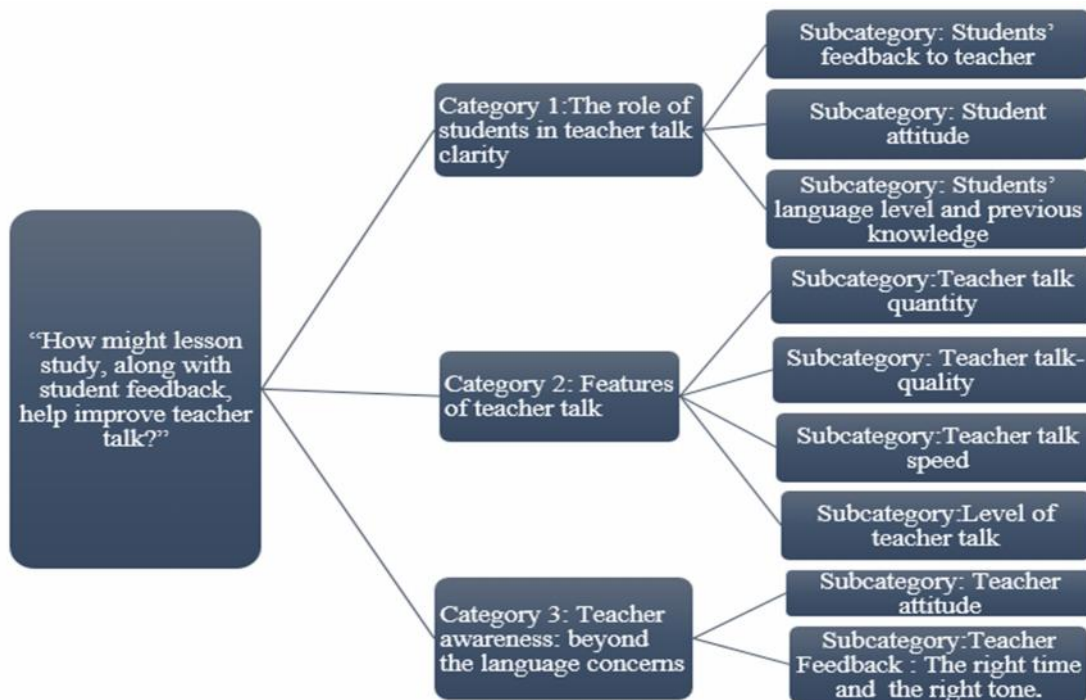 “How might lesson
study, along with
student feedback,
help improve teacher
talk?”
Category 1:The role of
students in teacher talk
clarity
Subcategory: Students’
feedback to teacher
Subcategory: Student
attitude
Subcategory: Students’
language level and previous
knowledge
Category 2: Features
of teacher talk
Subcategory:Teacher talk
quantity
Subcategory: Teacher talk-
quality
Subcategory:Teacher talk
speed
Subcategory:Level of
teacher talk
Category 3: Teacher
awareness: beyond
the language concerns
Subcategory: Teacher
attitude
Subcategory:Teacher
Feedback : The right time
and the right tone.